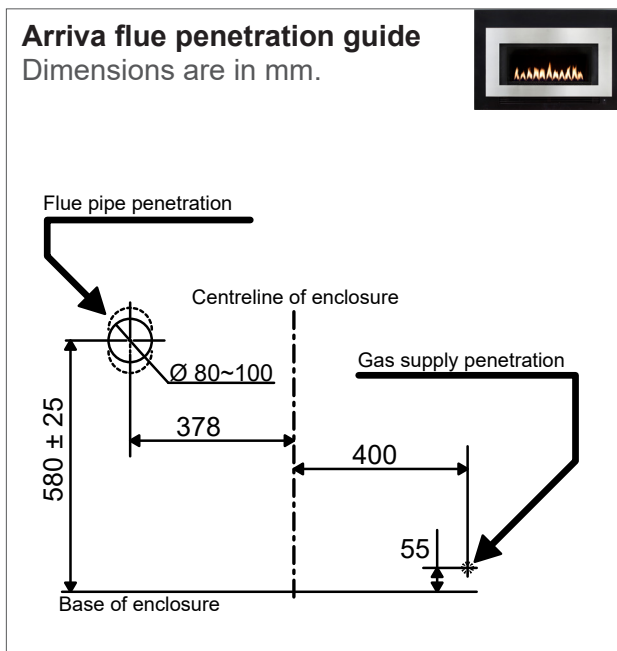 Arriva flue penetration guide
Dimensions are in mm.
Flue pipe penetration
Centreline of enclosure
Gas supply penetration
Ø 80~100
378
400
580 ± 25
55
Base of enclosure